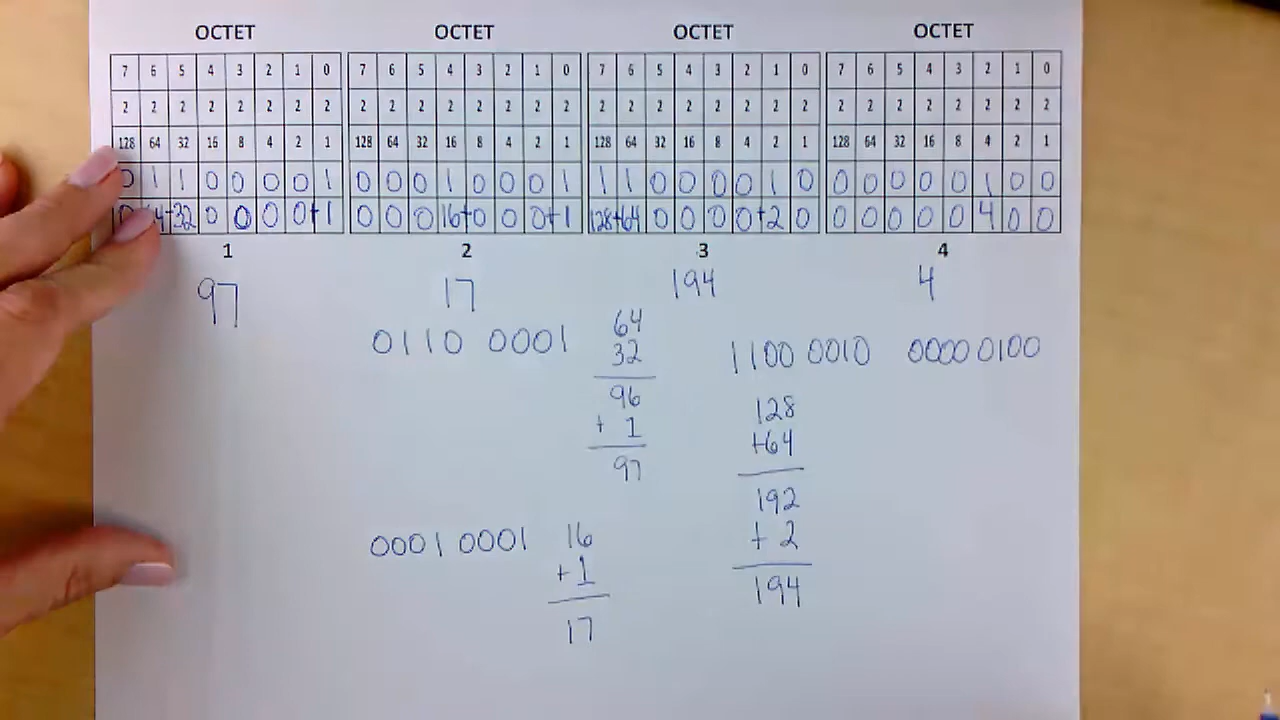 OCTET OCTET OCTET OCTET
7 6 5 4 3 2 1 0 7 6 5 4 3 2 1 0 7 6 5 4 3 2 1 0 7 6 5 4 3 2 1 0
2 2 2 2 2 2 2 2 2 2 2 2 2 2 2 2 2 2 2 2 2 2 2 2 2 2 2 2 2 2 2 2
128 64 32 16 8 4 2 1 128 64 32 16 8 4 2 1 128 64 32 16 8 4 2 1 128 64 32 16 8 4 2 1
0 1 1 0 0 0 0 1 0 0 0 1 0 0 0 1 1 1 0 0 0 0 1 0 0 0 0 0 0 1 0 0
0 64+32 0 0 0 0+1 0 0 0 16+0 0 0+1 128+64 0 0 0 0+2 0 0 0 0 0 0 4 0 0
1 2 3 4
97 17 194 4
0110 0001
64
32
96
+ 1
97
1100 0010 0000 0100
128
+64
192
+ 2
194
0001 0001
16
+1
17